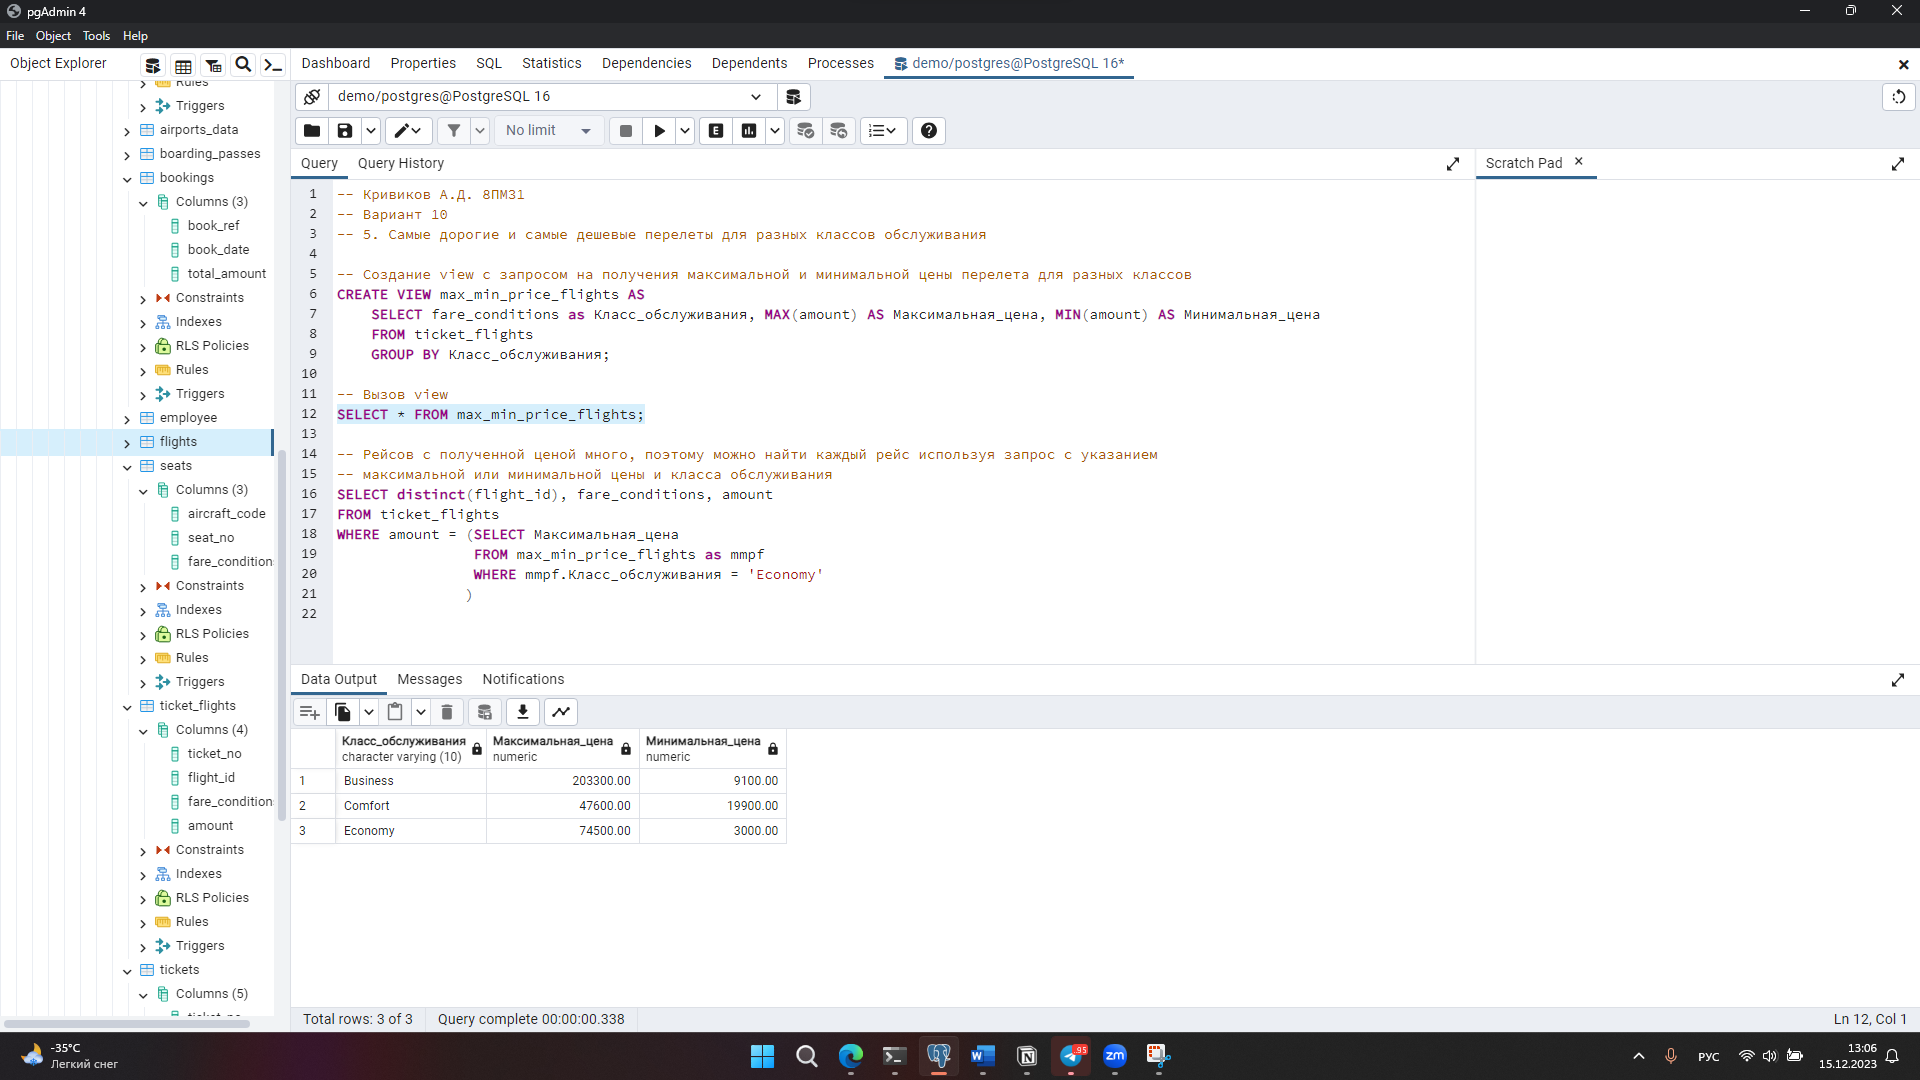 pgAdmin 4
File Object Tools Help
Object Explorer
Dashboard Properties SQL Statistics Dependencies Dependents Processes demo/postgres@PostgreSQL 16*
demo/postgres@PostgreSQL 16
No limit
E
Query Query History
Scratch Pad
Rules
Triggers
airports_data
boarding_passes
bookings
Columns (3)
book_ref
book_date
total_amount
Constraints
Indexes
RLS Policies
Rules
Triggers
employee
flights
seats
Columns (3)
aircraft_code
seat_no
fare_condition
Constraints
Indexes
RLS Policies
Rules
Triggers
ticket_flights
Columns (4)
ticket_no
flight_id
fare_condition
amount
Constraints
Indexes
RLS Policies
Rules
Triggers
tickets
Columns (5)
1 -- Кривиков А.Д. 8ПМ31
2 -- Вариант 10
3 -- 5. Самые дорогие и самые дешевые перелеты для разных классов обслуживания
4
5 -- Создание view с запросом на получения максимальной и минимальной цены перелета для разных классов
6 CREATE VIEW max_min_price_flights AS
7 SELECT fare_conditions as Класс_обслуживания, MAX(amount) AS Максимальная_цена, MIN(amount) AS Минимальная_цена
8 FROM ticket_flights
9 GROUP BY Класс_обслуживания;
10
11 -- Вызов view
12 SELECT * FROM max_min_price_flights;
13
14 -- Рейсов с полученной ценой много, поэтому можно найти каждый рейс используя запрос с указанием
15 -- максимальной или минимальной цены и класса обслуживания
16 SELECT distinct(flight_id), fare_conditions, amount
17 FROM ticket_flights
18 WHERE amount = (SELECT Максимальная_цена
19 FROM max_min_price_flights as mmpf
20 WHERE mmpf.Класс_обслуживания = 'Economy'
21 )
22
Data Output Messages Notifications
Класс_обслуживания Максимальная_цена Минимальная_цена
character varying (10) numeric numeric
1 Business 203300.00 9100.00
2 Comfort 47600.00 19900.00
3 Economy 74500.00 3000.00
Total rows: 3 of 3 Query complete 00:00:00.338
Ln 12, Col 1
-35°C
Легкий снег
95
zm
РУС
13:06
15.12.2023